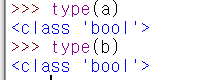 >>> type(a)
<class 'bool'>
>>> type(b)
<class 'bool'>